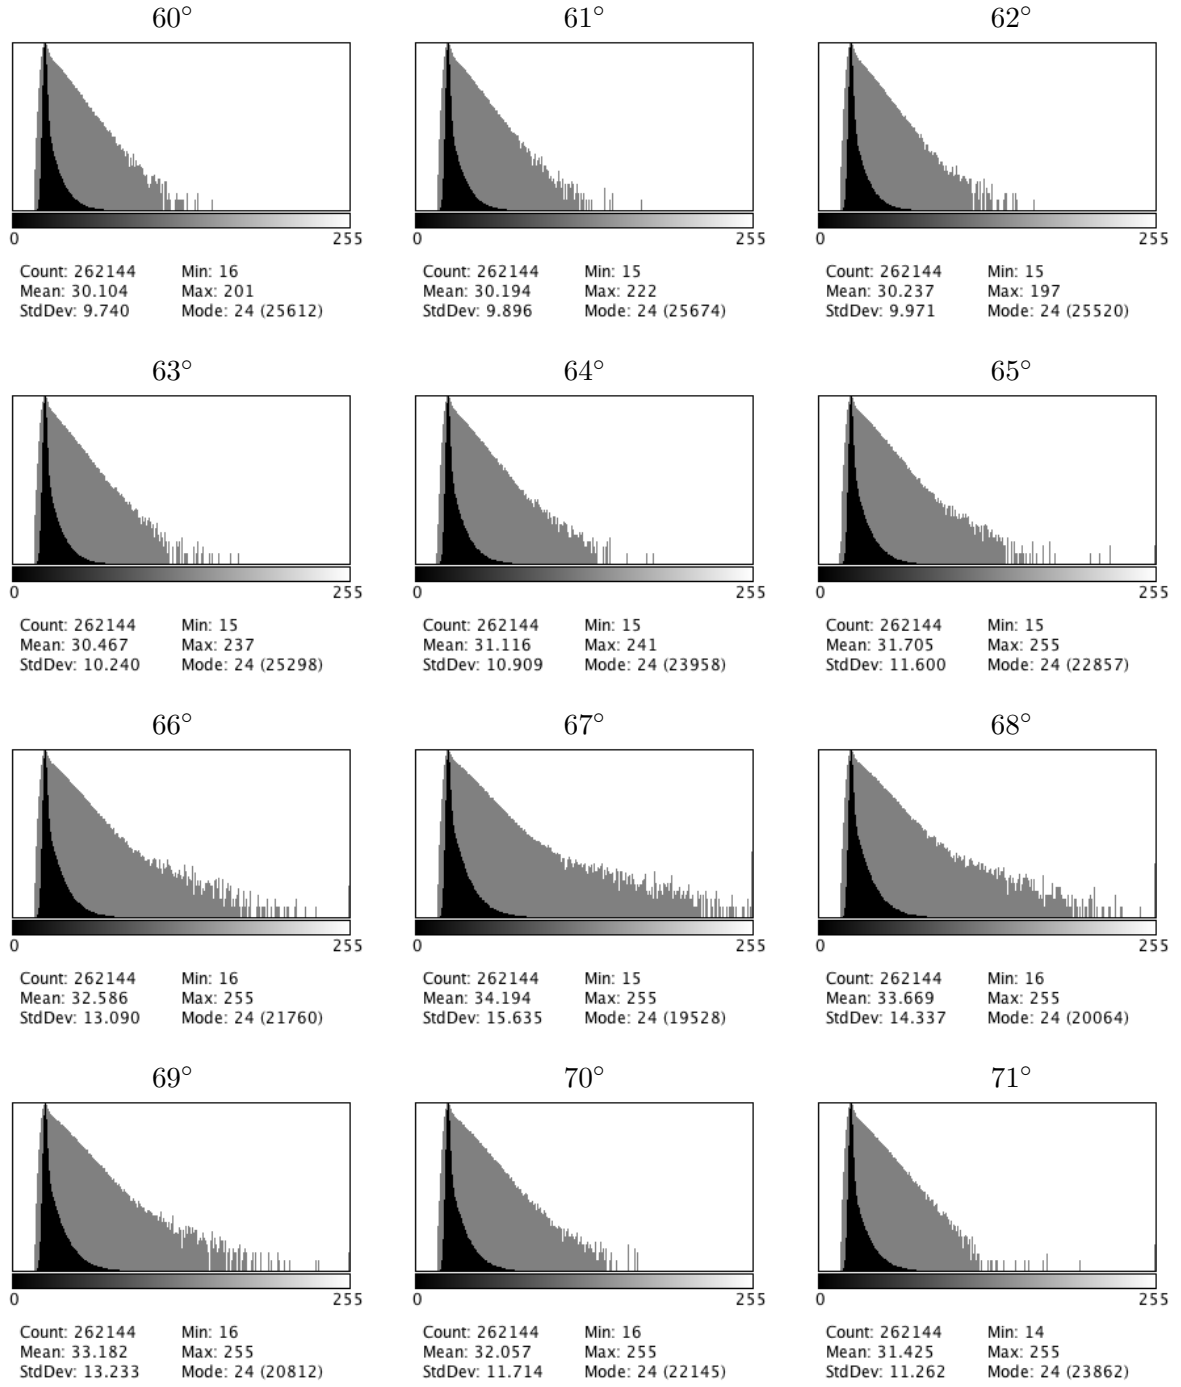 60° 61° 62°
0 255 0 255 0 255
Count: 262144 Min: 16 Count: 262144 Min: 15 Count: 262144 Min: 15
Mean: 30.104 Max: 201 Mean: 30.194 Max: 222 Mean: 30.237 Max: 197
StdDev: 9.740 Mode: 24 (25612) StdDev: 9.896 Mode: 24 (25674) StdDev: 9.971 Mode: 24 (25520)
63° 64° 65°
0 255 0 255 0 255
Count: 262144 Min: 15 Count: 262144 Min: 15 Count: 262144 Min: 15
Mean: 30.467 Max: 237 Mean: 31.116 Max: 241 Mean: 31.705 Max: 255
StdDev: 10.240 Mode: 24 (25298) StdDev: 10.909 Mode: 24 (23958) StdDev: 11.600 Mode: 24 (22857)
66° 67° 68°
0 255 0 255 0 255
Count: 262144 Min: 16 Count: 262144 Min: 15 Count: 262144 Min: 16
Mean: 32.586 Max: 255 Mean: 34.194 Max: 255 Mean: 33.669 Max: 255
StdDev: 13.090 Mode: 24 (21760) StdDev: 15.635 Mode: 24 (19528) StdDev: 14.337 Mode: 24 (20064)
69° 70° 71°
0 255 0 255 0 255
Count: 262144 Min: 16 Count: 262144 Min: 16 Count: 262144 Min: 14
Mean: 33.182 Max: 255 Mean: 32.057 Max: 255 Mean: 31.425 Max: 255
StdDev: 13.233 Mode: 24 (20812) StdDev: 11.714 Mode: 24 (22145) StdDev: 11.262 Mode: 24 (23862)